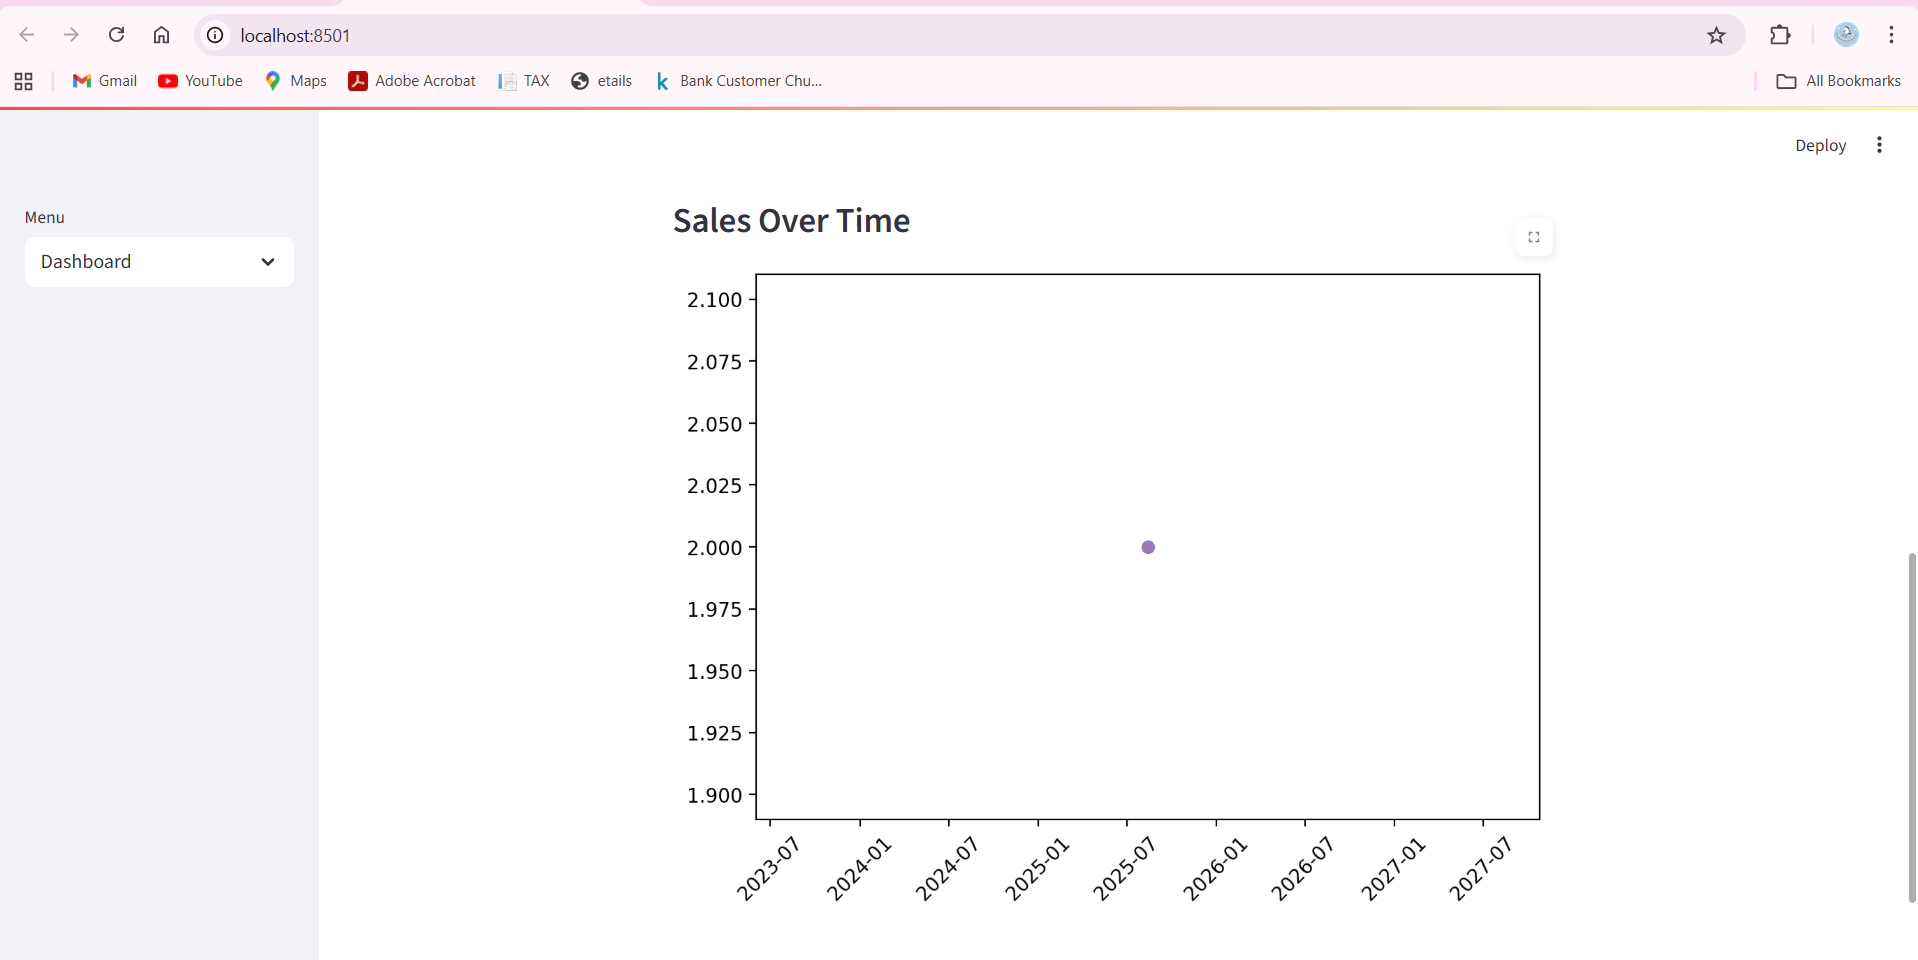 localhost:8501
Gmail YouTube Maps Adobe Acrobat TAX etails Bank Customer Chu... All Bookmarks
Deploy
Menu
Dashboard
Sales Over Time
2.100
2.075
2.050
2.025
2.000
1.975
1.950
1.925
1.900
2023-07 2024-01 2024-07 2025-01 2025-07 2026-01 2026-07 2027-01 2027-07